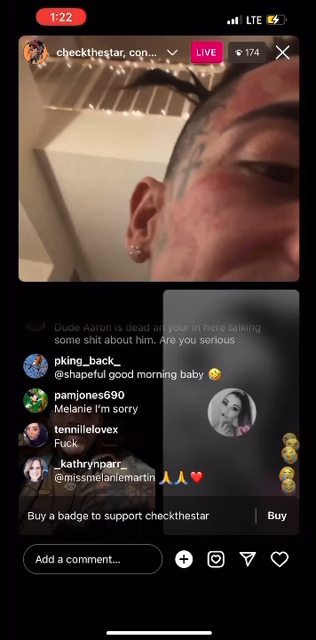 1:22
LTE
checkthestar, con...
LIVE
174
Dude Aaron is dead an your in here talking
some shit about him. Are you serious
pking_back_
@shapeful good morning baby 🤣
pamjones690
Melanie I'm sorry
tennillelovex
Fuck
_kathrynparr_
@missmelaniemartin 🙏🙏❤️
Buy a badge to support checkthestar
Buy
Add a comment...